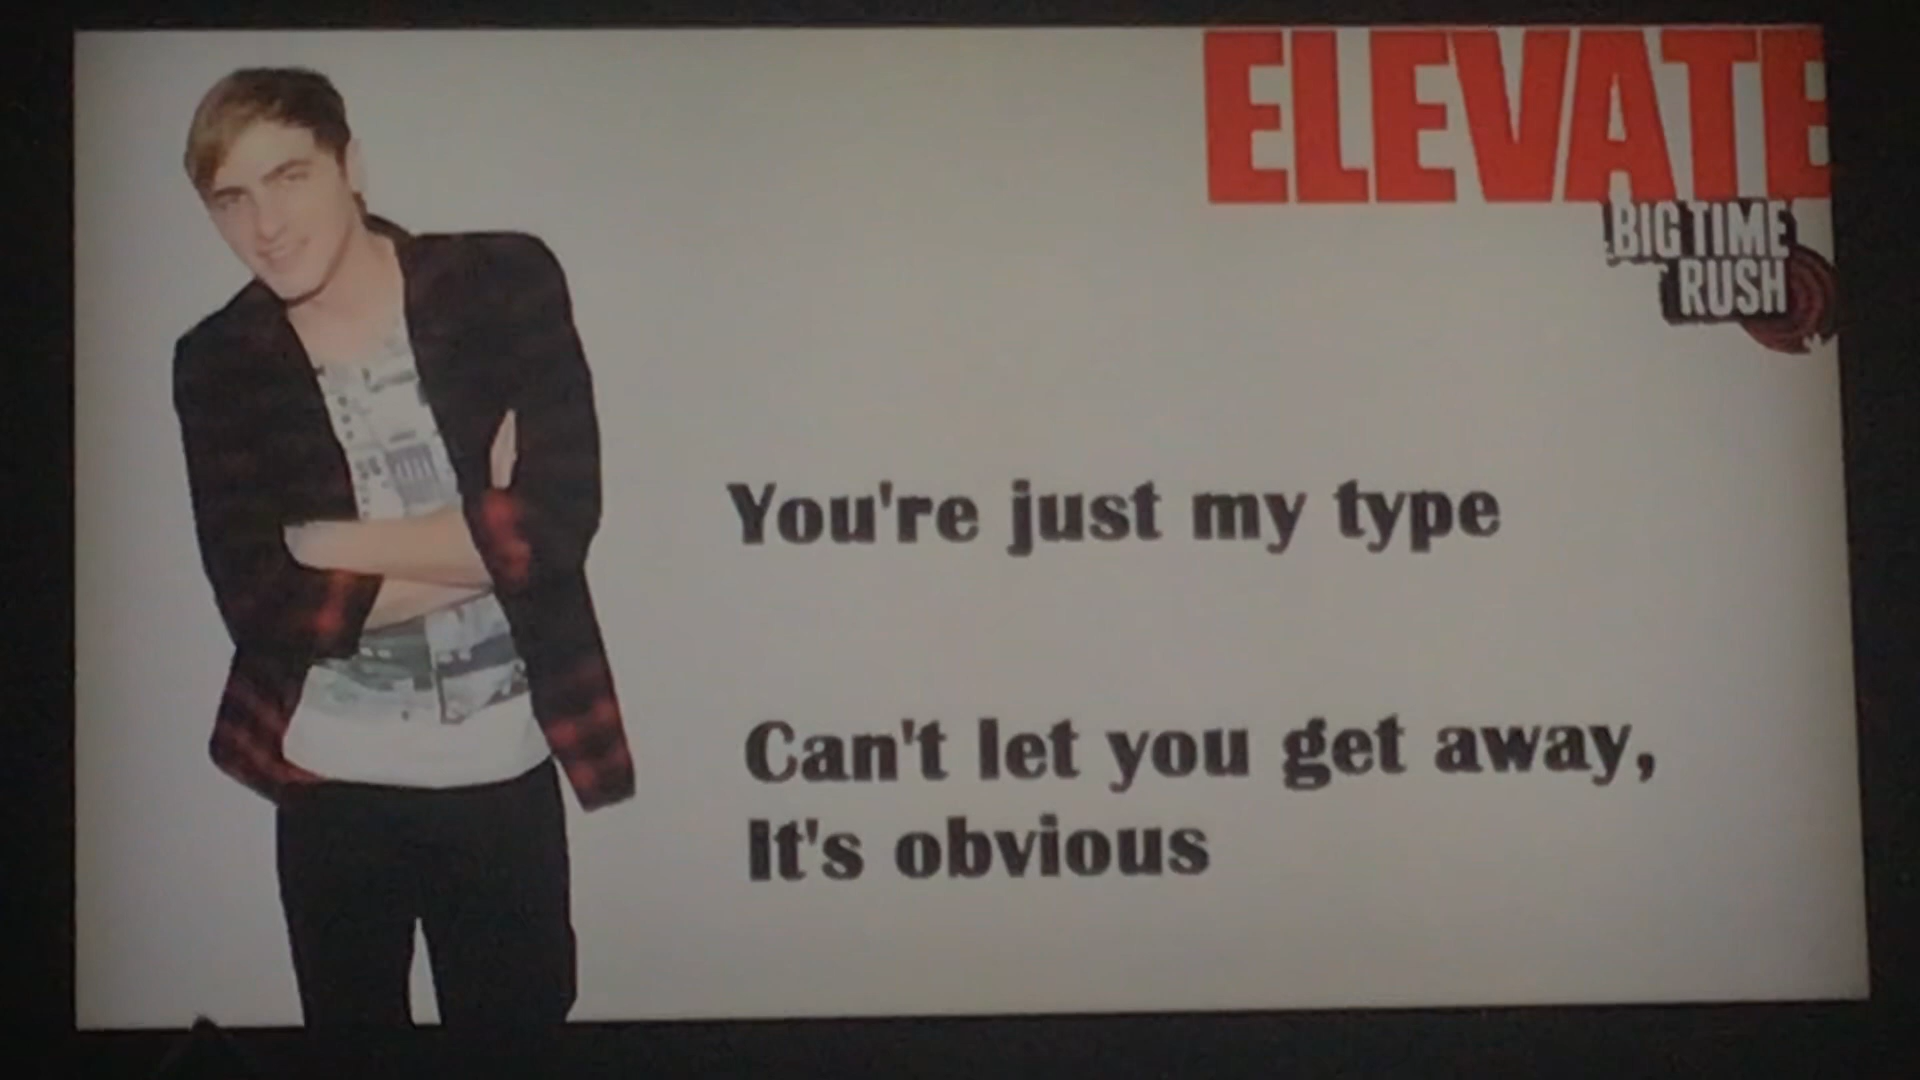 ELEVATE
BIG TIME
RUSH
You're just my type
Can't let you get away,
It's obvious